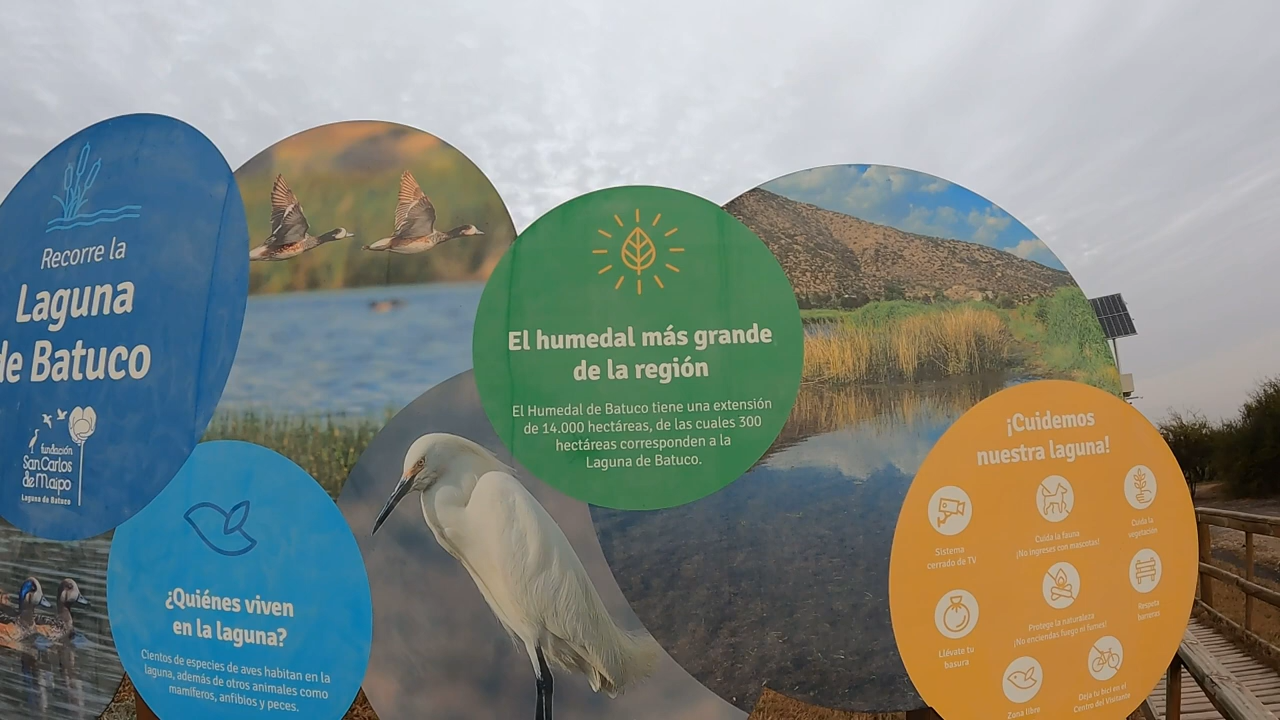 Recorre la
Laguna
de Batuco
fundación
San Carlos
de Maipo
Laguna de Batuco
¿Quiénes viven
en la laguna?
Cientos de especies de aves habitan en la
laguna, además de otros animales como
mamíferos, anfibios y peces.
El humedal más grande
de la región
El Humedal de Batuco tiene una extensión
de 14.000 hectáreas, de las cuales 300
hectáreas corresponden a la
Laguna de Batuco.
¡Cuidemos
nuestra laguna!
Sistema
cerrado de TV
Cuida la fauna
¡No ingreses con mascotas!
Cuida la
vegetación
Llévate tu
basura
Protege la naturaleza
¡No enciendas fuego ni fumes!
Respeta
barreras
Zona libre
Deja tu bici en el
Centro del Visitante